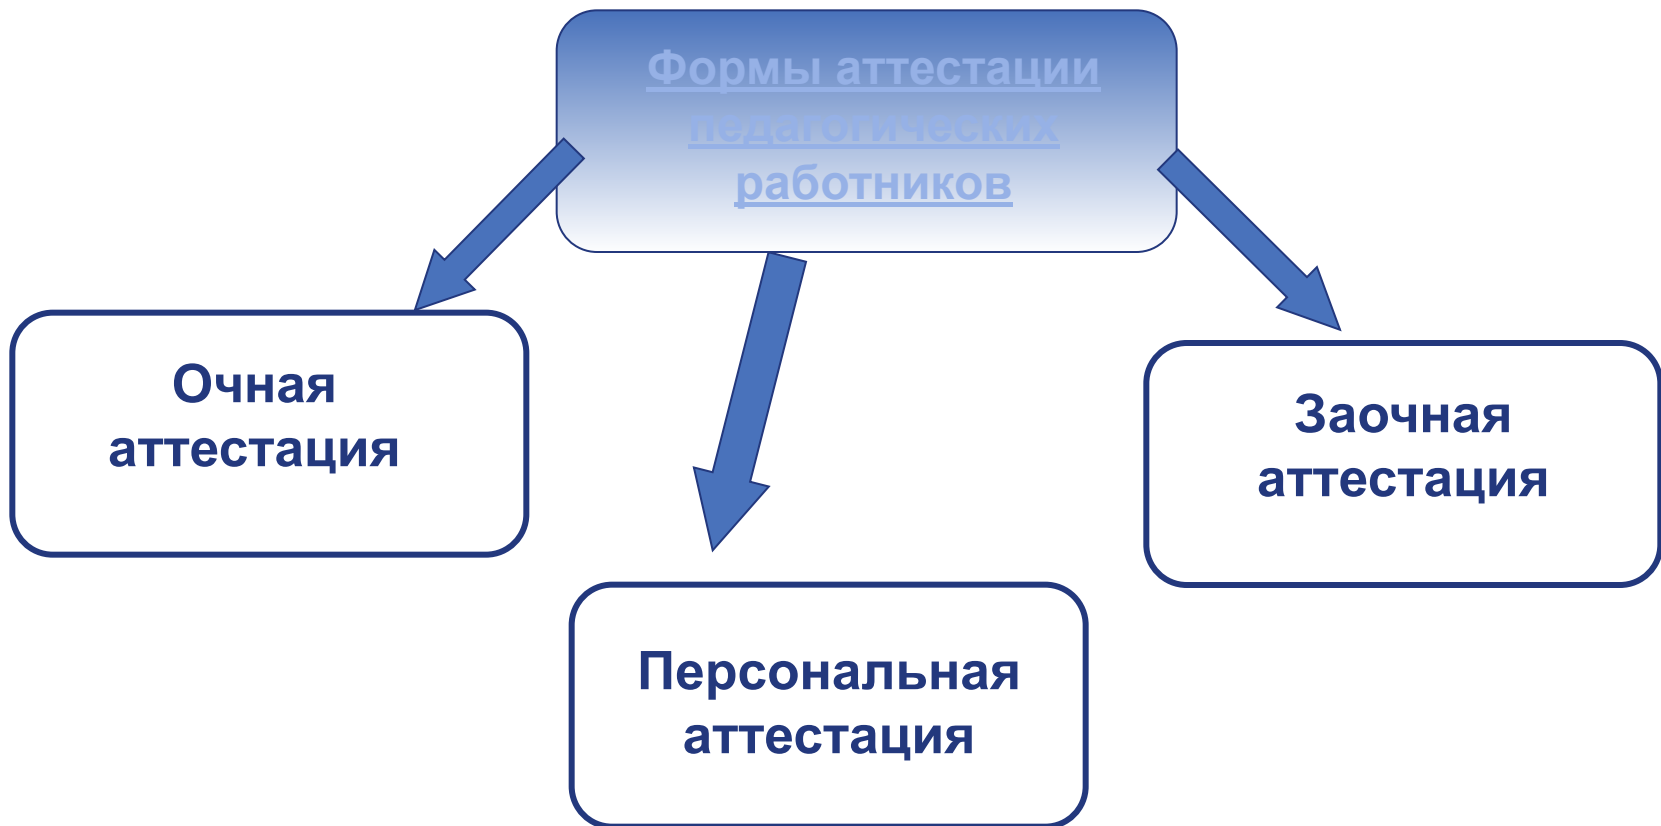 Формы аттестации
педагогических
работников
Очная
аттестация
Заочная
аттестация
Персональная
аттестация